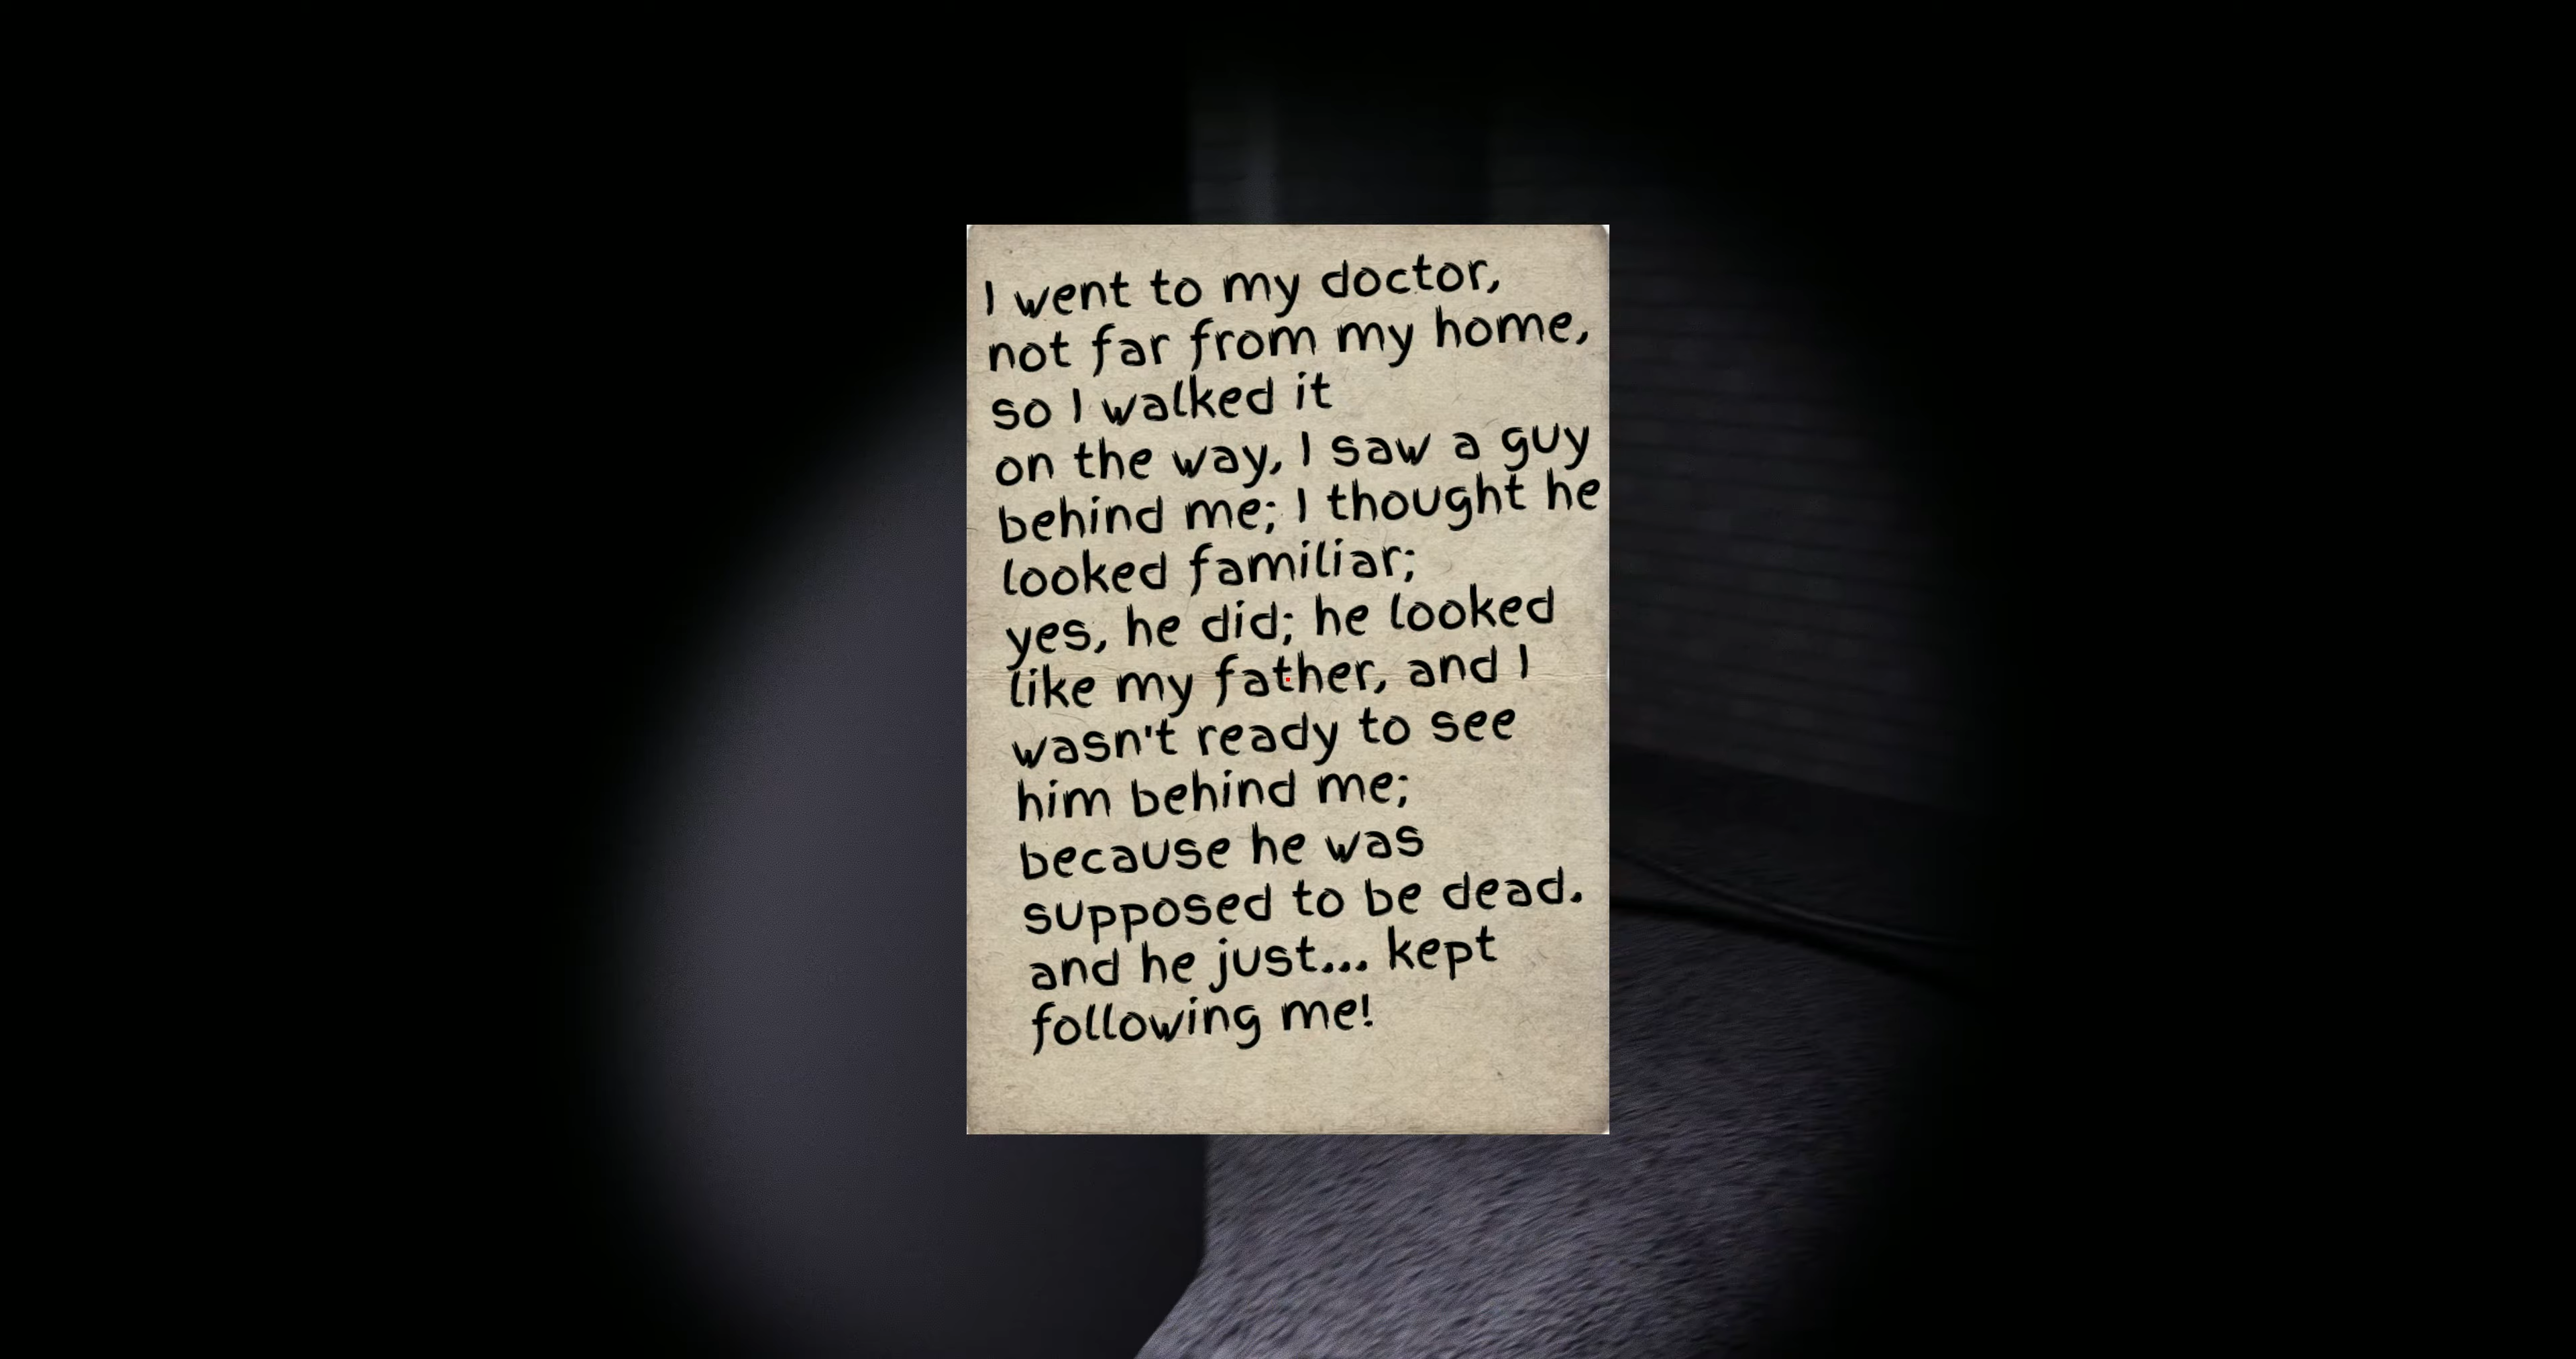 I went to my doctor,
not far from my home,
so I walked it
on the way, I saw a guy
behind me; I thought he
looked familiar;
yes, he did; he looked
like my father, and I
wasn't ready to see
him behind me;
because he was
supposed to be dead.
and he just... kept
following me!